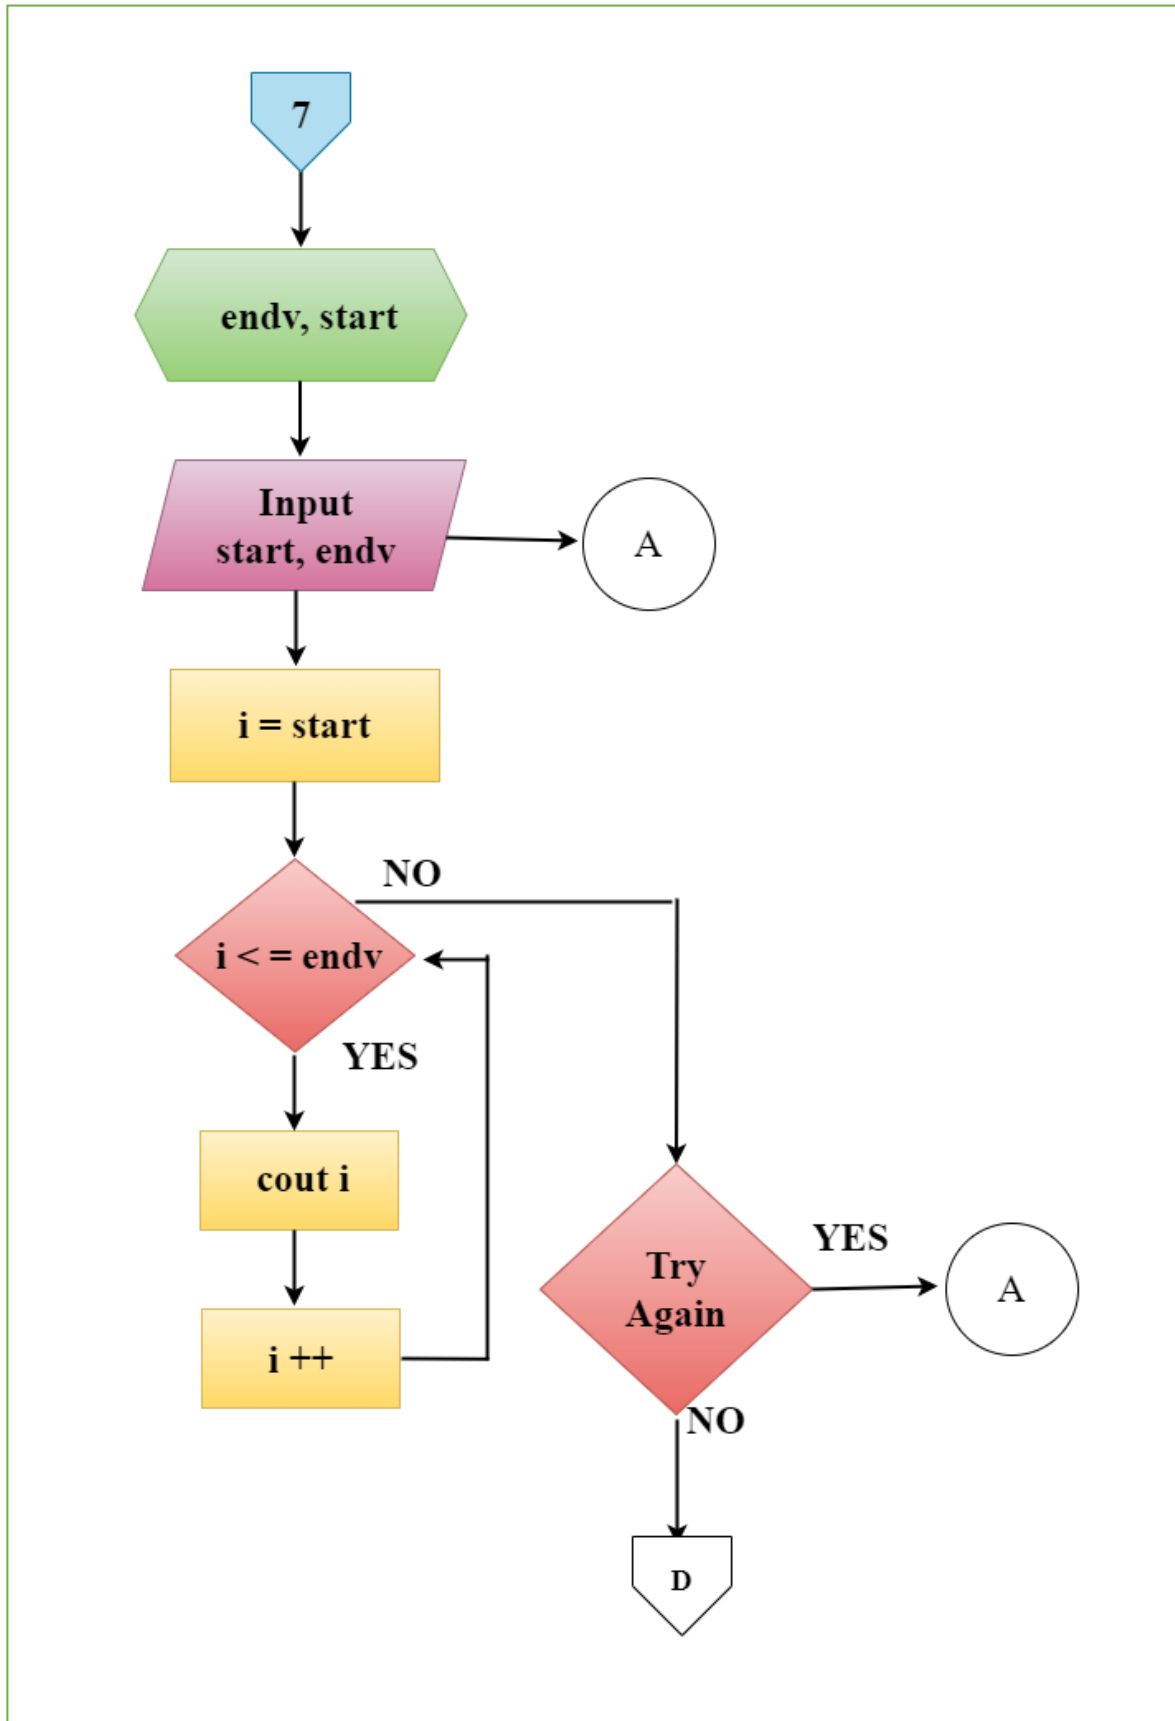 7
endv, start
Input
start, endv
A
i = start
NO
i < = endv
YES
cout i
i ++
YES
Try
Again
A
NO
D